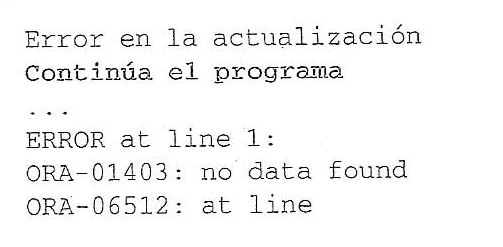 Error en la actualización
Continúa el programa
...
ERROR at line 1:
ORA-01403: no data found
ORA-06512: at line